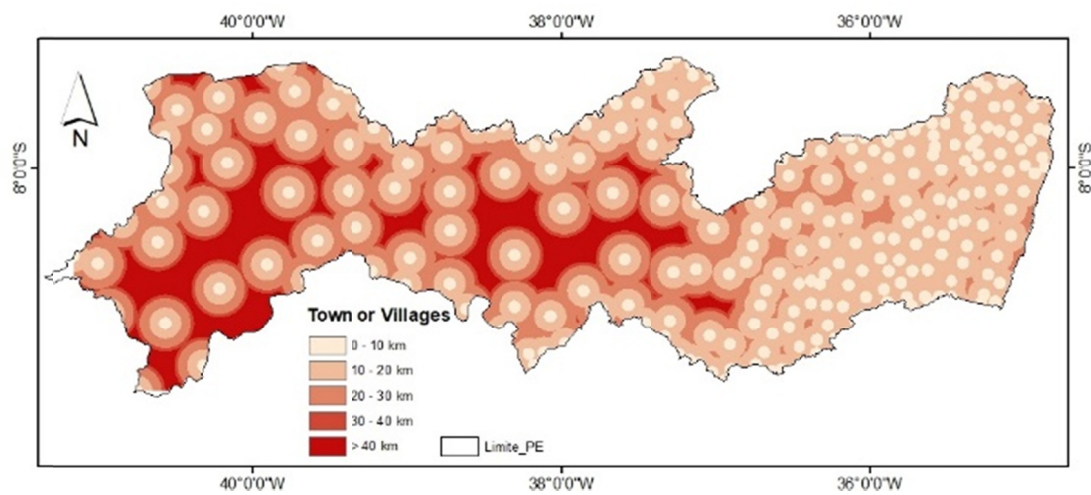 40°0'0"W 38°0'0"W 36°0'0"W
N
8°0'0"S 8°0'0"S
Town or Villages
0 - 10 km
10 - 20 km
20 - 30 km
30 - 40 km
> 40 km Limite_PE
40°0'0"W 38°0'0"W 36°0'0"W